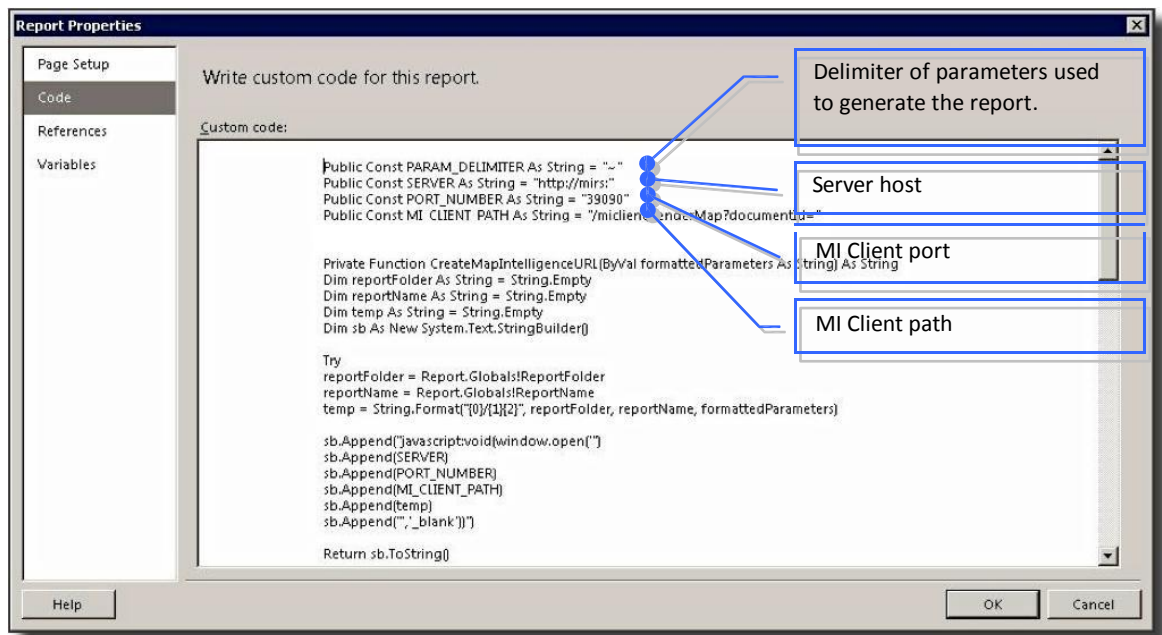 Report Properties
Page Setup
Code
References
Variables
Write custom code for this report.
Custom code:
Public Const PARAM_DELIMITER As String = "~"
Public Const SERVER As String = "http://mirs:"
Public Const PORT_NUMBER As String = "39090"
Public Const MI_CLIENT_PATH As String =
Private Function CreateMapIntelligenceURL(ByVal formattedParameters As String) As String
Dim reportFolder As String = String.Empty
Dim reportName As String = String.Empty
Dim temp As String = String.Empty
Dim sb As New System.Text.StringBuilder()
Try
reportFolder = Report.Globals!ReportFolder
reportName = Report.Globals!ReportName
temp = String.Format("{0}/{1}{2}", reportFolder, reportName, formattedParameters)
sb.Append("javascript:void(window.open('")
sb.Append(SERVER)
sb.Append(PORT_NUMBER)
sb.Append(MI_CLIENT_PATH)
sb.Append(temp)
sb.Append("','_blank'))")
Return sb.ToString()
Delimiter of parameters used
to generate the report.
Server host
MI Client port
MI Client path
Help
OK
Cancel